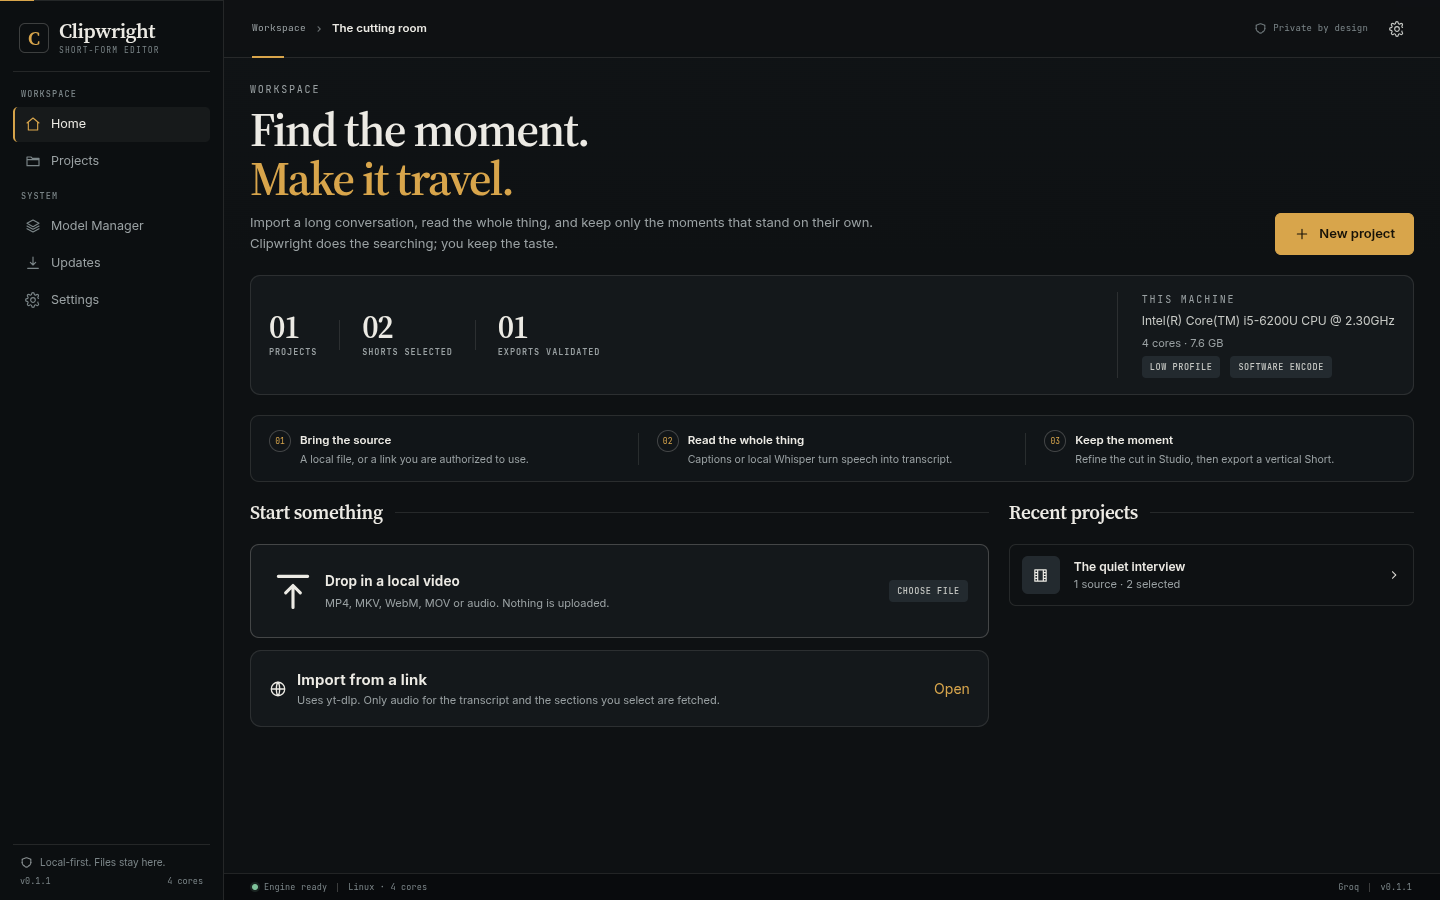 C
Clipwright
SHORT-FORM EDITOR
WORKSPACE
Home
Projects
SYSTEM
Model Manager
Updates
Settings
Local-first. Files stay here.
v0.1.1 4 cores
Workspace > The cutting room
Private by design
WORKSPACE
Find the moment.
Make it travel.
Import a long conversation, read the whole thing, and keep only the moments that stand on their own.
Clipwright does the searching; you keep the taste.
New project
01
PROJECTS
02
SHORTS SELECTED
01
EXPORTS VALIDATED
THIS MACHINE
Intel(R) Core(TM) i5-6200U CPU @ 2.30GHz
4 cores · 7.6 GB
LOW PROFILE SOFTWARE ENCODE
01 Bring the source
A local file, or a link you are authorized to use.
02 Read the whole thing
Captions or local Whisper turn speech into transcript.
03 Keep the moment
Refine the cut in Studio, then export a vertical Short.
Start something
Drop in a local video
MP4, MKV, WebM, MOV or audio. Nothing is uploaded.
CHOOSE FILE
Import from a link
Uses yt-dlp. Only audio for the transcript and the sections you select are fetched.
Open
Recent projects
The quiet interview
1 source · 2 selected
Engine ready | Linux · 4 cores
Groq | v0.1.1